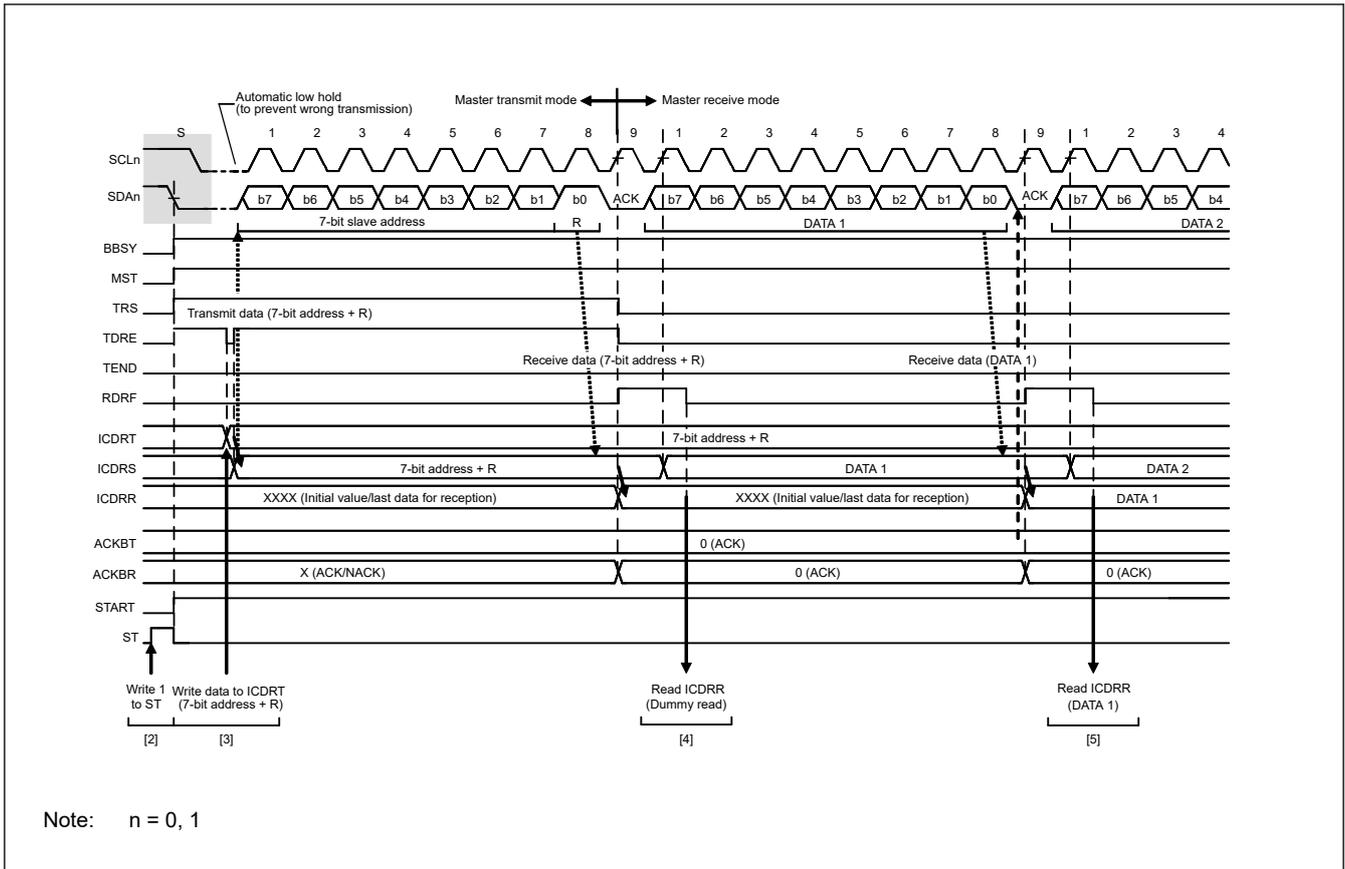 Automatic low hold
(to prevent wrong transmission)
Master transmit mode Master receive mode
S 1 2 3 4 5 6 7 8 9 1 2 3 4 5 6 7 8 9 1 2 3 4
SCLn
SDAn b7 b6 b5 b4 b3 b2 b1 b0 ACK b7 b6 b5 b4 b3 b2 b1 b0 ACK b7 b6 b5 b4
7-bit slave address R DATA 1 DATA 2
BBSY
MST
TRS
Transmit data (7-bit address + R)
TDRE
Receive data (7-bit address + R) Receive data (DATA 1)
TEND
RDRF
ICDRT 7-bit address + R
ICDRS 7-bit address + R DATA 1 DATA 2
ICDRR XXXX (Initial value/last data for reception) XXXX (Initial value/last data for reception) DATA 1
ACKBT 0 (ACK)
ACKBR X (ACK/NACK) 0 (ACK) 0 (ACK)
START
ST
Write 1
to ST
Write data to ICDRT
(7-bit address + R)
Read ICDRR
(Dummy read)
Read ICDRR
(DATA 1)
[2] [3] [4] [5]
Note: n = 0, 1